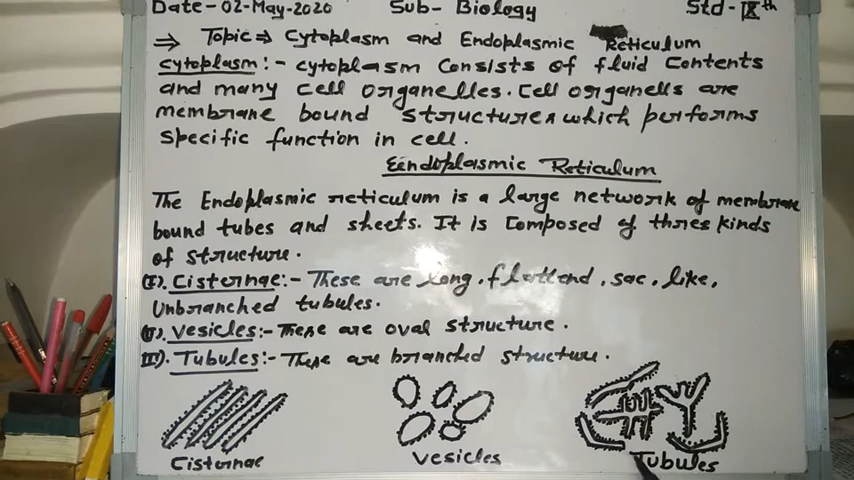 Date-02-May-2020 Sub- Biology Std-IXth
⇒ Topic⇒ Cytoplasm and Endoplasmic Reticulum
Cytoplasm:- cytoplasm consists of fluid contents
and many cell organelles. Cell organells are
membrane bound structures which performs
specific function in cell.
Eendoplasmic Reticulum
The Endoplasmic reticulum is a large network of membrane
bound tubes and sheets. It is composed of three kinds
of structure.
(I). Cisternae:- These are long, flattend, sac, like,
Unbranched tubules.
(II). Vesicles:- These are oval structure.
(III). Tubules:- These are branched structure.
Cisternae Vesicles Tubules